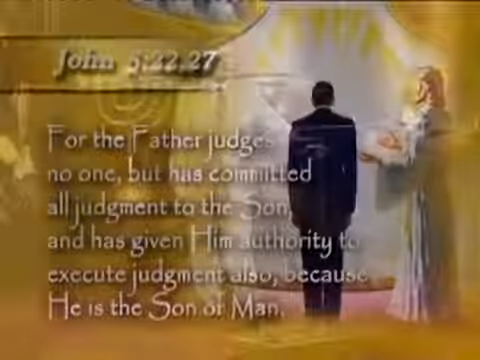 John 5:22,27
For the Father judges
no one, but has committed
all judgment to the Son,
and has given Him authority to
execute judgment also, because
He is the Son of Man.